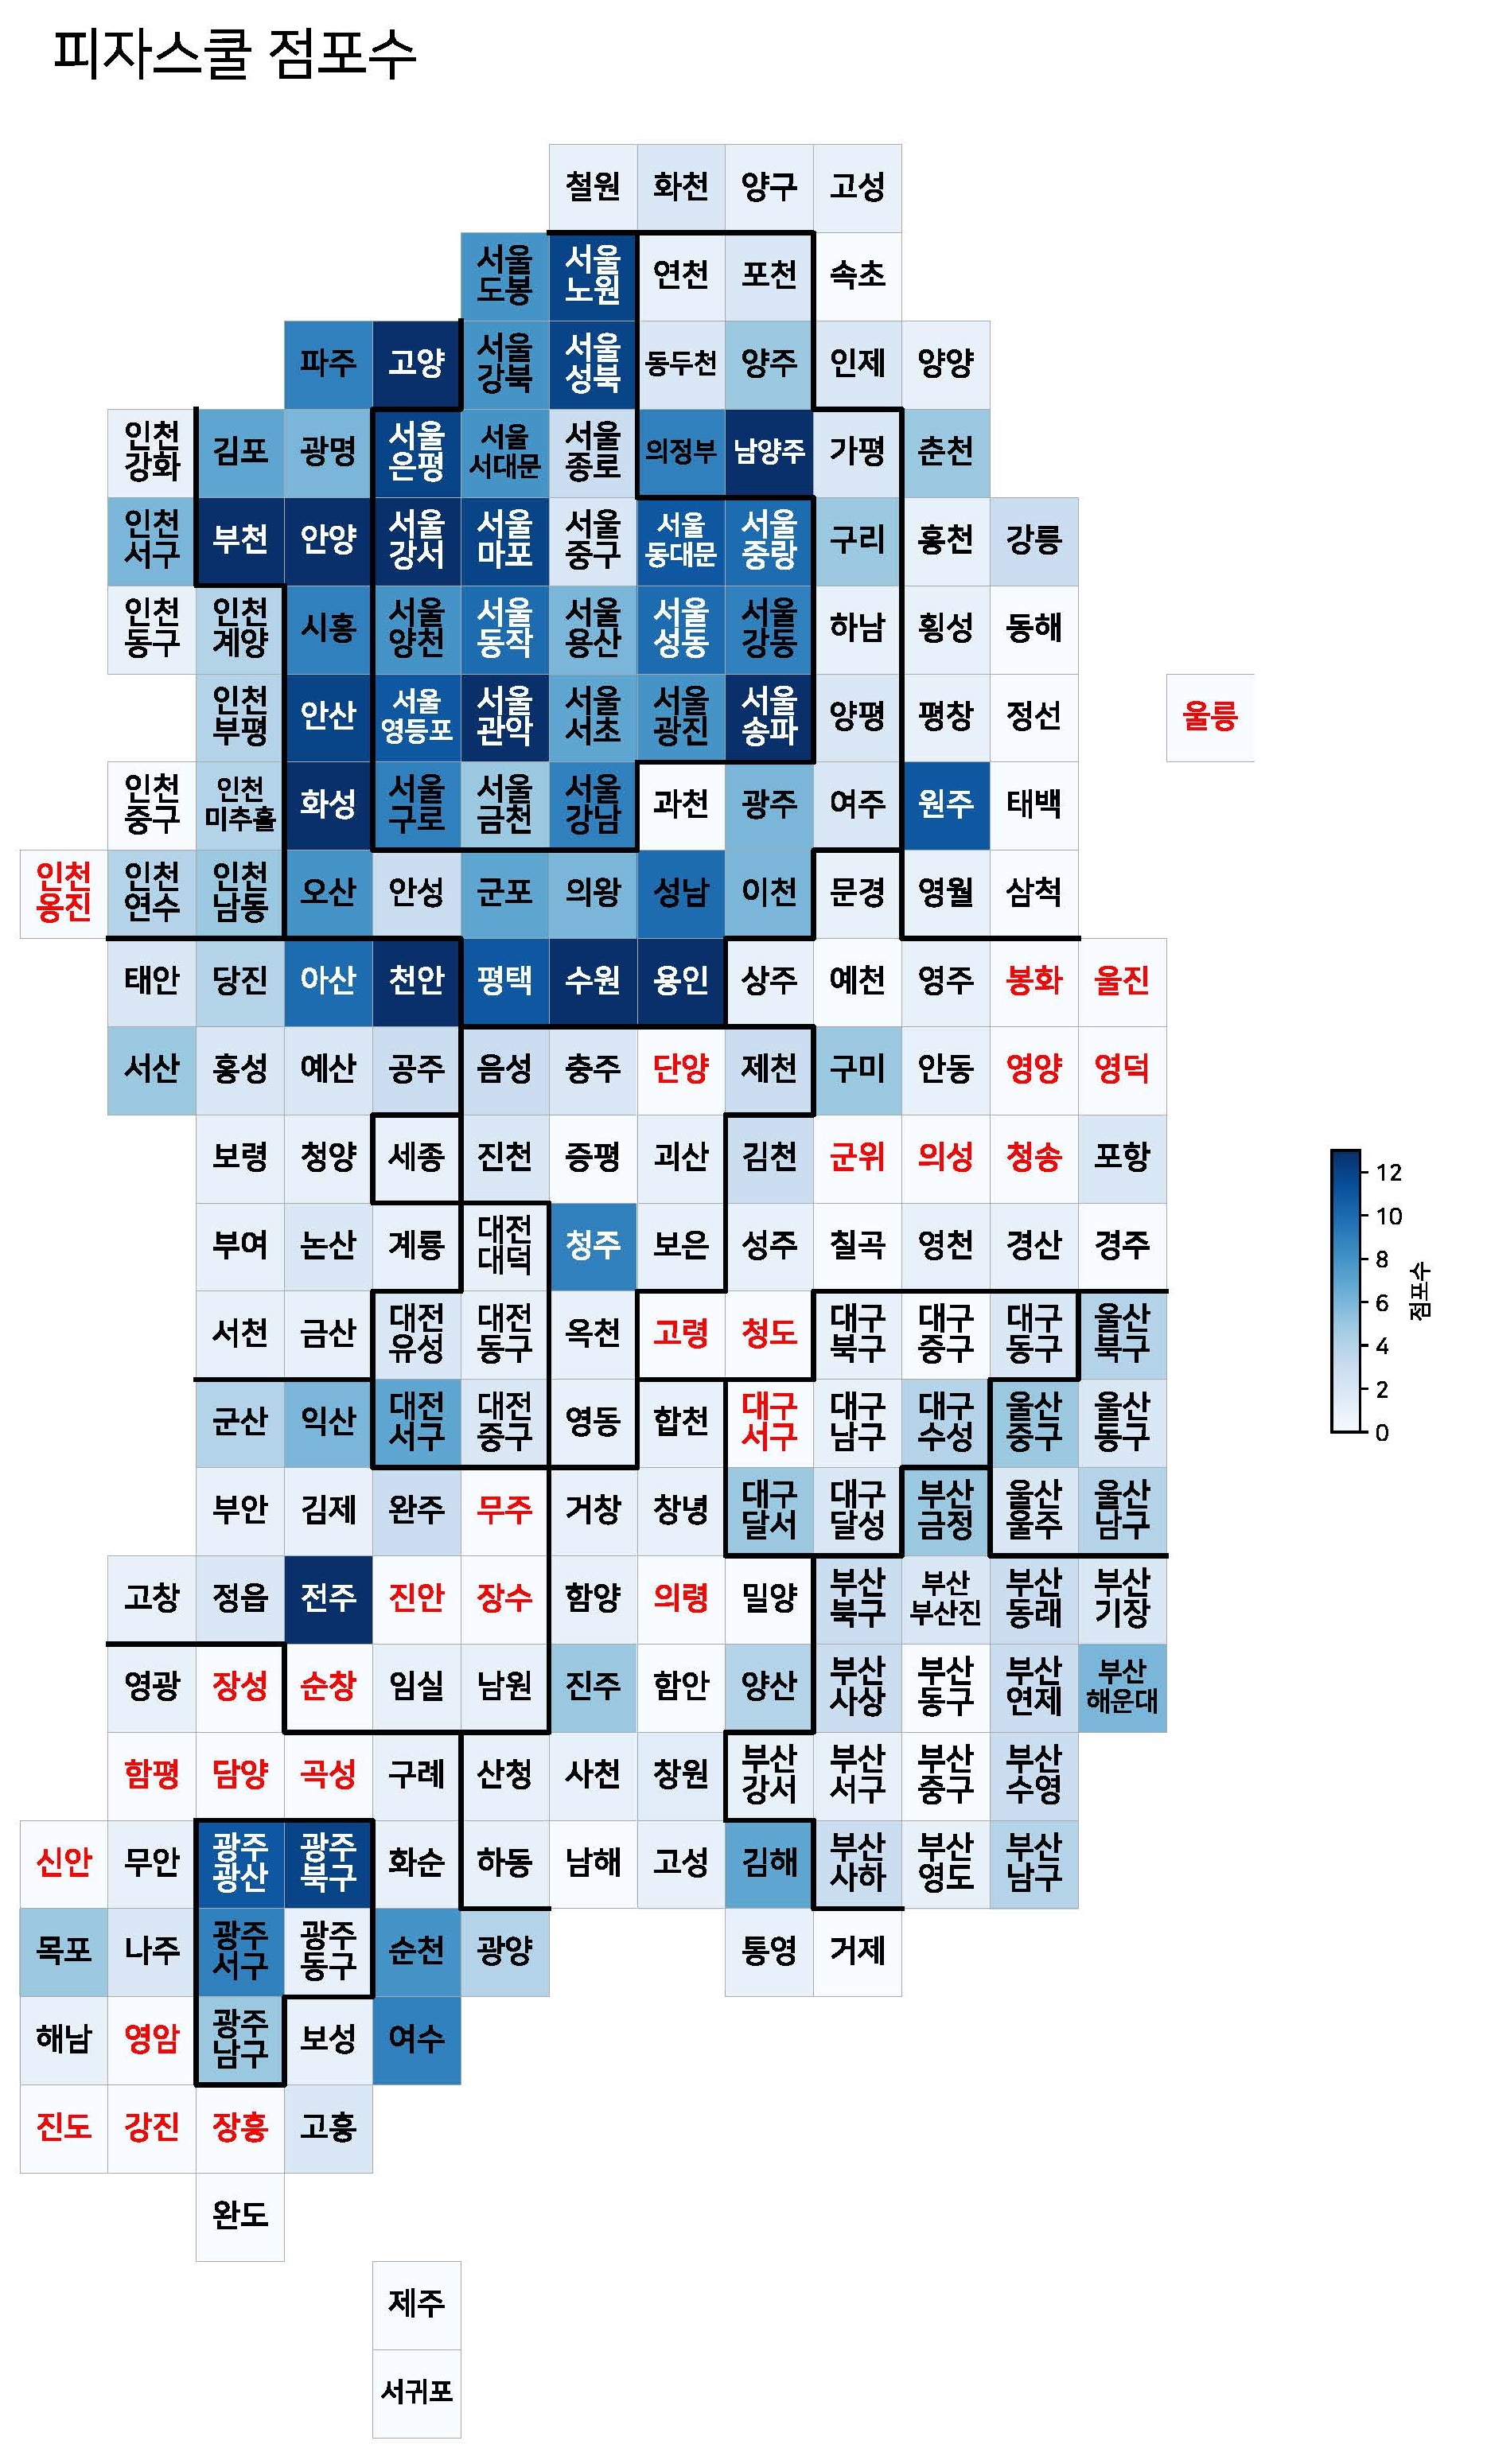 피자스쿨 점포수
철원 화천 양구 고성
서울 서울 연천 포천 속초
도봉 노원
파주 고양 서울 서울 동두천 양주 인제 양양
강북 성북
인천 김포 광명 서울 서울 서울 의정부 남양주 가평 춘천
강화 은평 서대문 종로
인천 부천 안양 서울 서울 서울 서울 서울 구리 홍천 강릉
서구 강서 마포 중구 동대문 중랑
인천 인천 시흥 서울 서울 서울 서울 서울 하남 횡성 동해
동구 계양 양천 동작 용산 성동 강동
인천 안산 서울 서울 서울 서울 서울 양평 평창 정선 울릉
부평 영등포 관악 서초 광진 송파
인천 인천 화성 서울 서울 서울 과천 광주 여주 원주 태백
중구 미추홀 구로 금천 강남
인천 인천 인천 오산 안성 군포 의왕 성남 이천 문경 영월 삼척
옹진 연수 남동
태안 당진 아산 천안 평택 수원 용인 상주 예천 영주 봉화 울진
서산 홍성 예산 공주 음성 충주 단양 제천 구미 안동 영양 영덕
보령 청양 세종 진천 증평 괴산 김천 군위 의성 청송 포항
부여 논산 계룡 대전 청주 보은 성주 칠곡 영천 경산 경주
대덕
서천 금산 대전 대전 옥천 고령 청도 대구 대구 대구 울산
유성 동구 북구 중구 동구 북구
군산 익산 대전 대전 영동 합천 대구 대구 대구 울산 울산
서구 중구 서구 남구 수성 중구 동구
부안 김제 완주 무주 거창 창녕 대구 대구 부산 울산 울산
달서 달성 금정 울주 남구
고창 정읍 전주 진안 장수 함양 의령 밀양 부산 부산 부산 부산
북구 부산진 동래 기장
영광 장성 순창 임실 남원 진주 함안 양산 부산 부산 부산 부산
사상 동구 연제 해운대
함평 담양 곡성 구례 산청 사천 창원 부산 부산 부산 부산
강서 서구 중구 수영
신안 무안 광주 광주 화순 하동 남해 고성 김해 부산 부산 부산
광산 북구 사하 영도 남구
목포 나주 광주 광주 순천 광양 통영 거제
서구 동구
해남 영암 광주 보성 여수
남구
진도 강진 장흥 고흥
완도
제주
서귀포
12
10
8
6
4
2
0
점포수